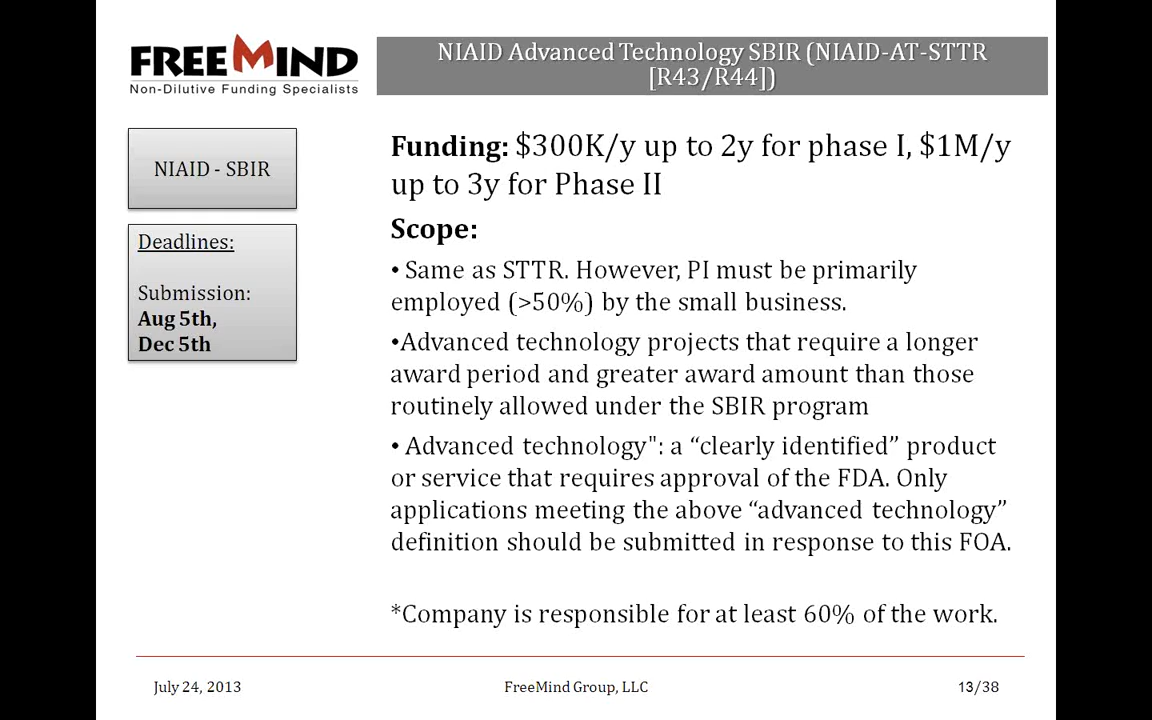 FREEMIND
Non-Dilutive Funding Specialists
NIAID Advanced Technology SBIR (NIAID-AT-STTR
[R43/R44])
NIAID - SBIR
Deadlines:
Submission:
Aug 5th,
Dec 5th
Funding: $300K/y up to 2y for phase I, $1M/y
up to 3y for Phase II
Scope:
• Same as STTR. However, PI must be primarily
employed (>50%) by the small business.
•Advanced technology projects that require a longer
award period and greater award amount than those
routinely allowed under the SBIR program
• Advanced technology": a “clearly identified” product
or service that requires approval of the FDA. Only
applications meeting the above “advanced technology”
definition should be submitted in response to this FOA.
*Company is responsible for at least 60% of the work.
July 24, 2013
FreeMind Group, LLC
13/38